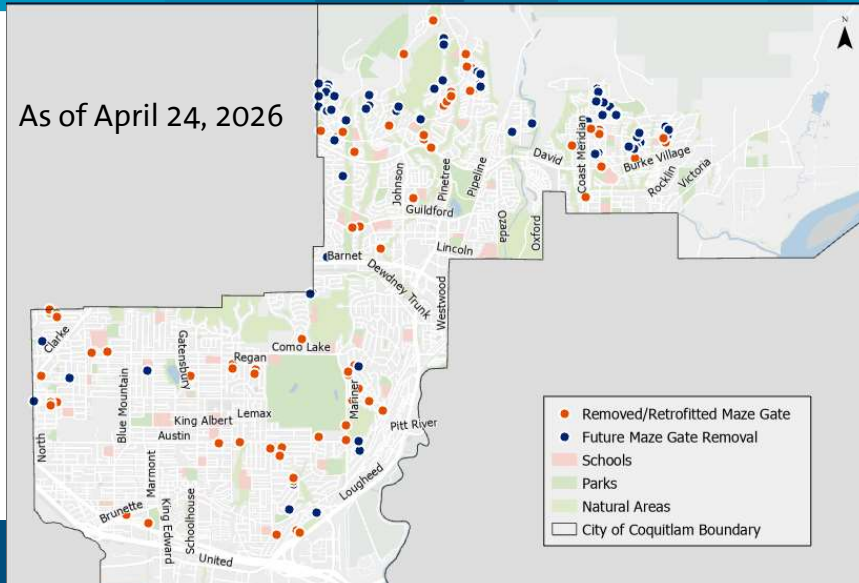 As of April 24, 2026
N
David
Coast Meridian
Burke Village
Rocklin
Victoria
Johnson
Pinetree
Pipeline
Guildford
Ozada
Oxford
Lincoln
Barnet
Dewdney Trunk
Westwood
Clarke
Gatensbury
Como Lake
Regan
Blue Mountain
Mariner
King Albert
Lemax
Austin
Pitt River
North
Marmont
King Edward
Schoolhouse
Lougheed
Brunette
United
Removed/Retrofitted Maze Gate
Future Maze Gate Removal
Schools
Parks
Natural Areas
City of Coquitlam Boundary